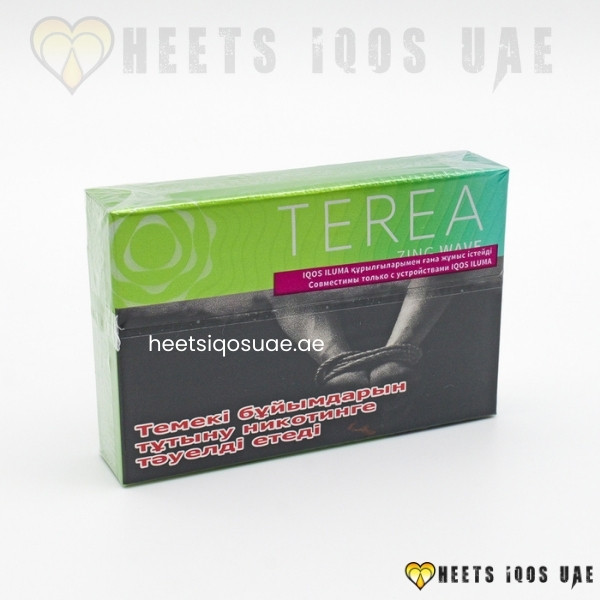 HEETS iQOS UAE
TEREA
ZING WAVE
IQOS ILUMA құрылғыларымен ғана жұмыс істейді
Совместимы только с устройствами IQOS ILUMA
heetsiqosuae.ae
Темекі бұйымдарын
тұтыну никотинге
тәуелді етеді
HEETS iQOS UAE